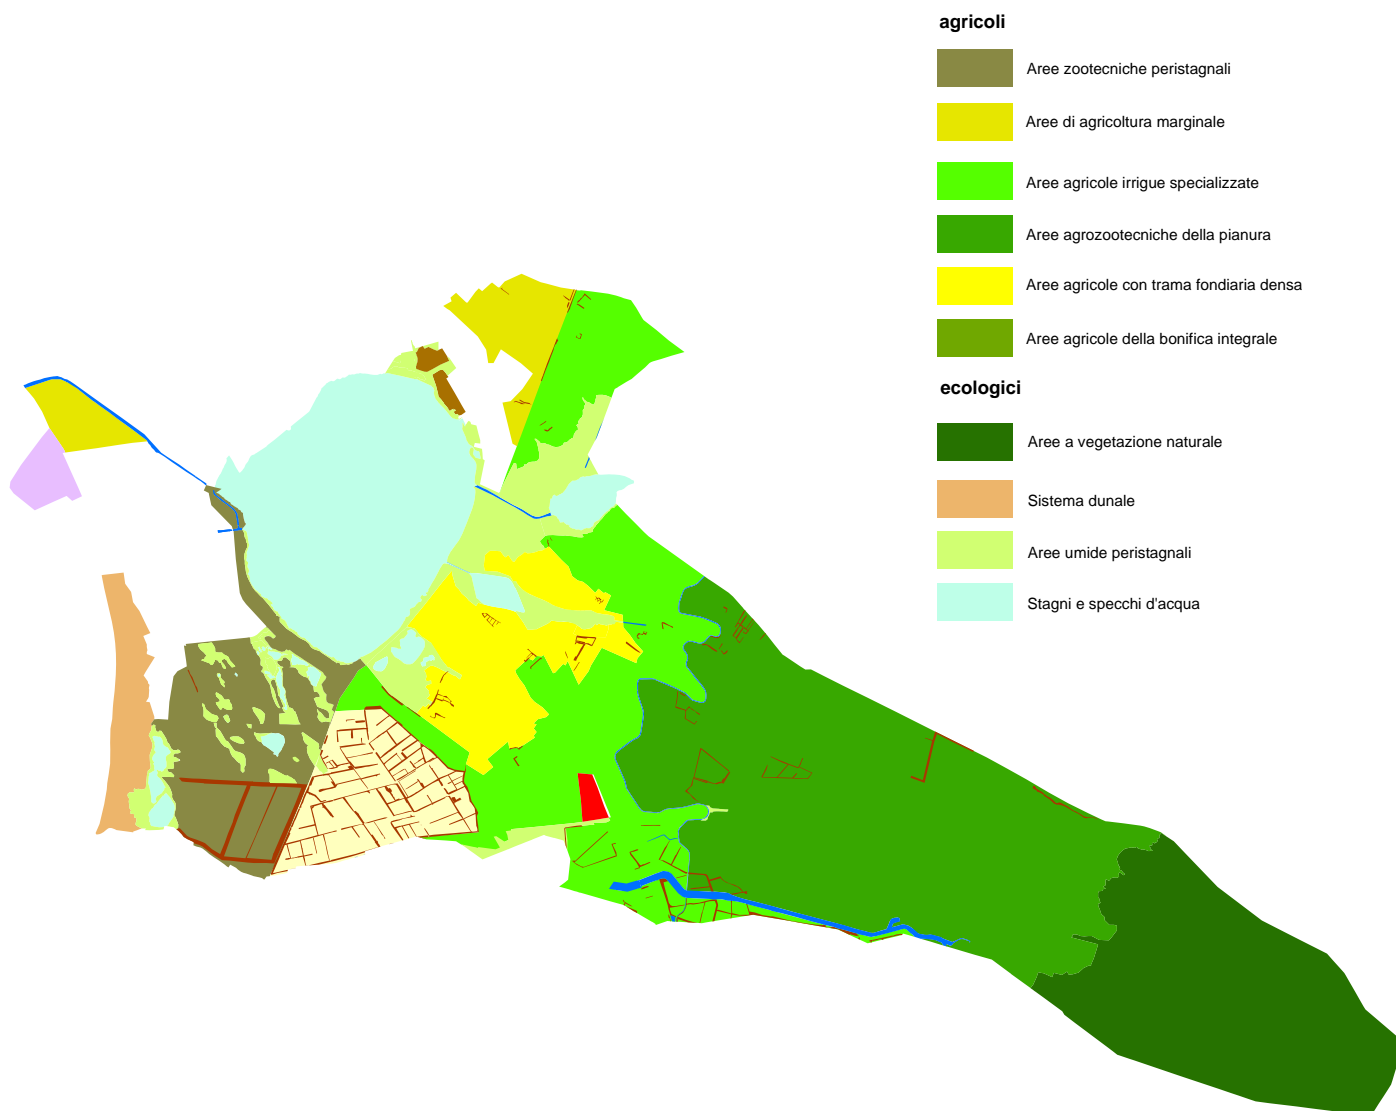 agricoli
Aree zootecniche peristagnali
Aree di agricoltura marginale
Aree agricole irrigue specializzate
Aree agrozootecniche della pianura
Aree agricole con trama fondiaria densa
Aree agricole della bonifica integrale
ecologici
Aree a vegetazione naturale
Sistema dunale
Aree umide peristagnali
Stagni e specchi d'acqua